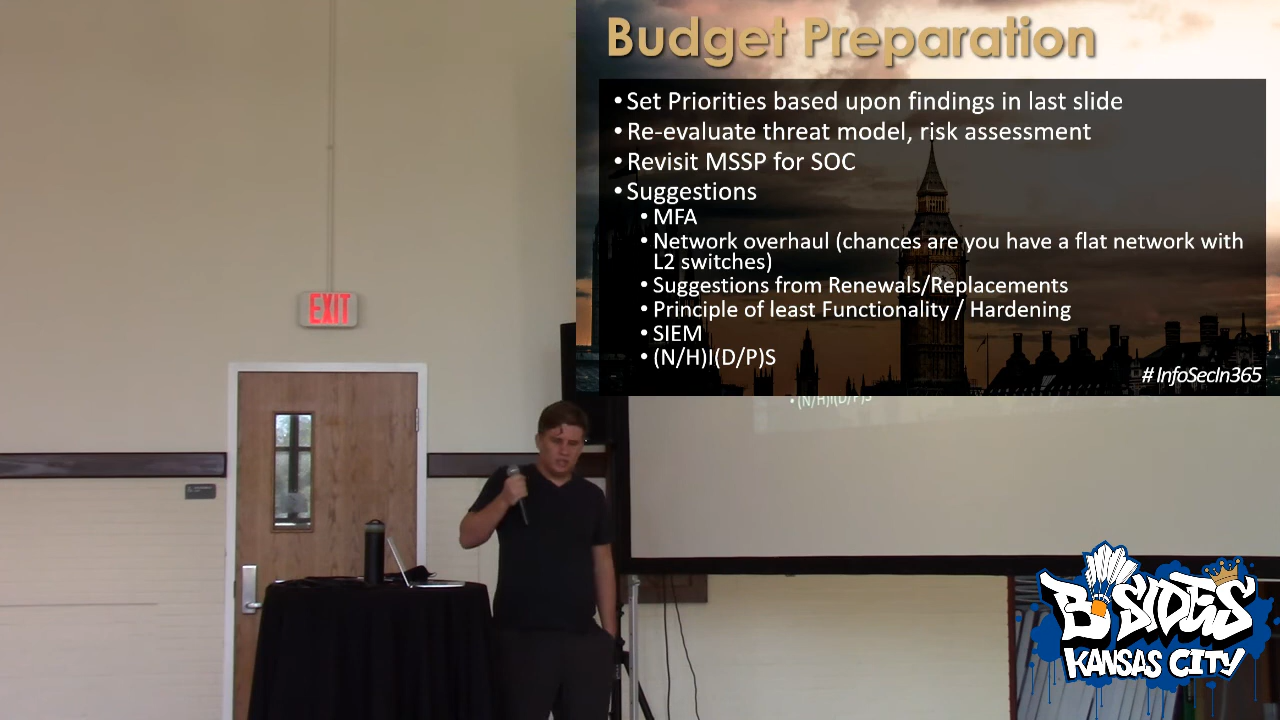 Budget Preparation
• Set Priorities based upon findings in last slide
• Re-evaluate threat model, risk assessment
• Revisit MSSP for SOC
• Suggestions
• MFA
• Network overhaul (chances are you have a flat network with
L2 switches)
• Suggestions from Renewals/Replacements
• Principle of least Functionality / Hardening
• SIEM
• (N/H)I(D/P)S
# InfoSecIn365
• (N/H)I(D/P)S
EXIT
B·SIDES
KANSAS CITY